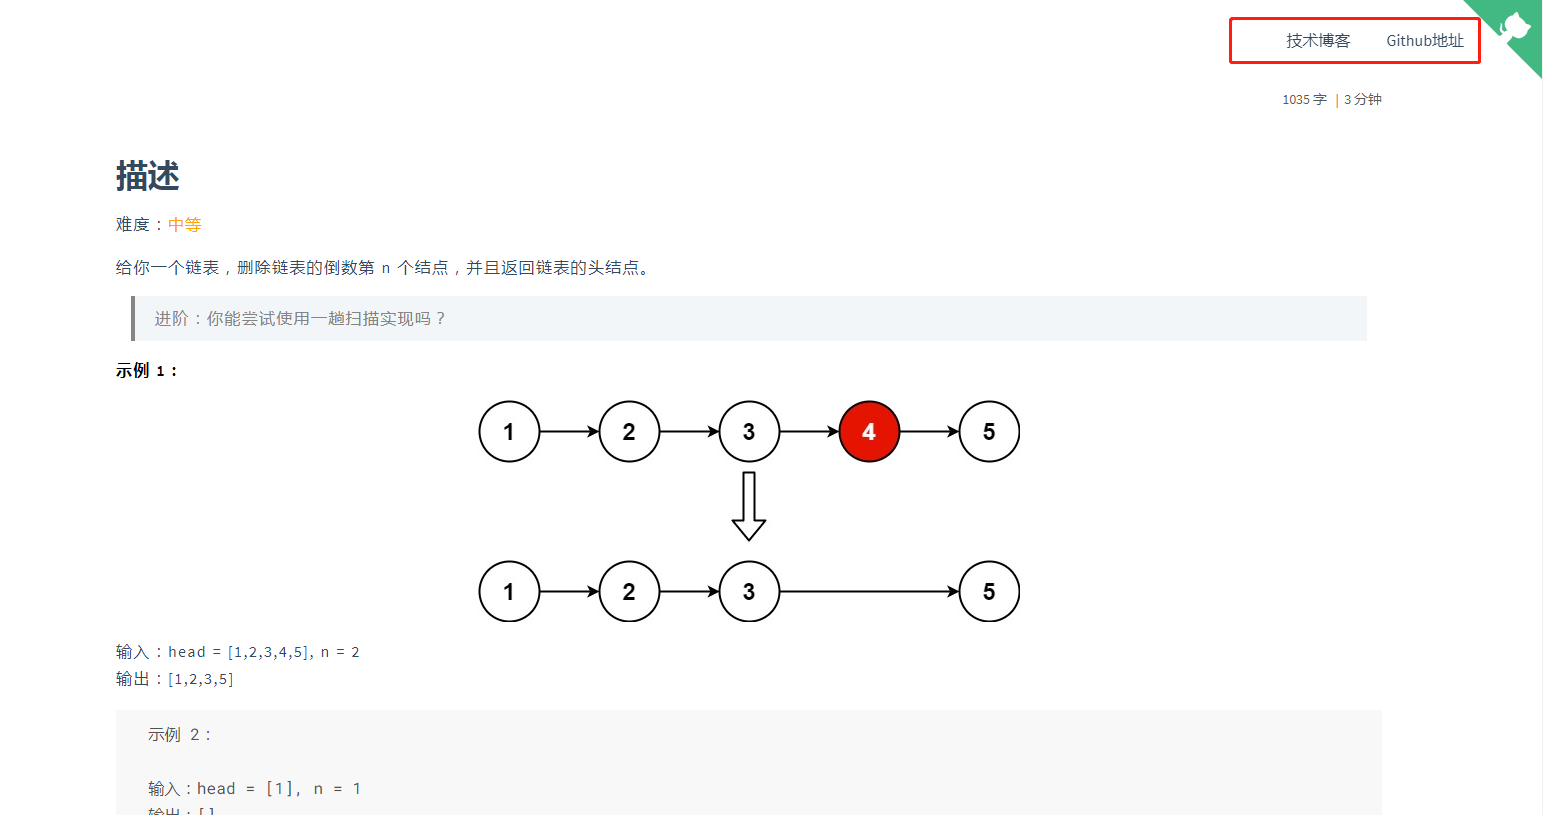 技术博客 Github地址
1035 字 | 3 分钟
描述
难度：中等
给你一个链表，删除链表的倒数第 n 个结点，并且返回链表的头结点。
进阶：你能尝试使用一趟扫描实现吗？
示例 1：
1 2 3 4 5
1 2 3 5
输入：head = [1,2,3,4,5], n = 2
输出：[1,2,3,5]
示例 2：
输入：head = [1], n = 1
输出：[]